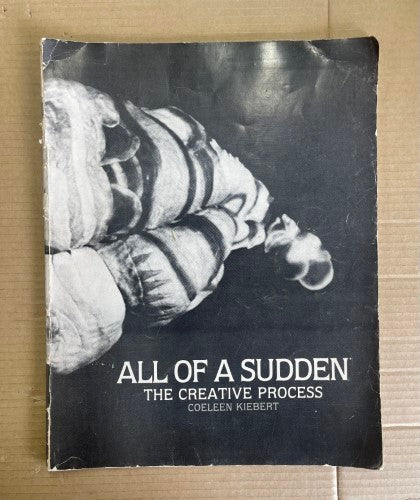 ALL OF A SUDDEN
THE CREATIVE PROCESS
COELEEN KIEBERT